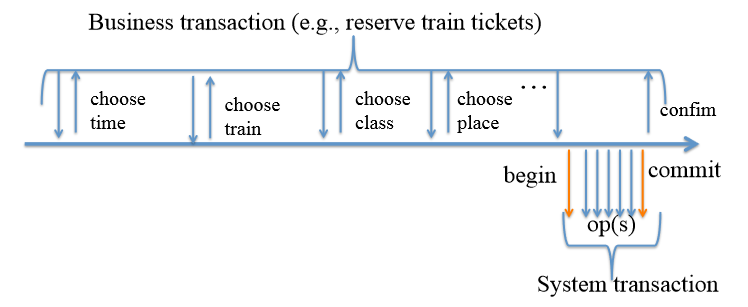 Business transaction (e.g., reserve train tickets)
choose
time
choose
train
choose
class
choose
place
...
confim
begin
commit
op(s)
System transaction